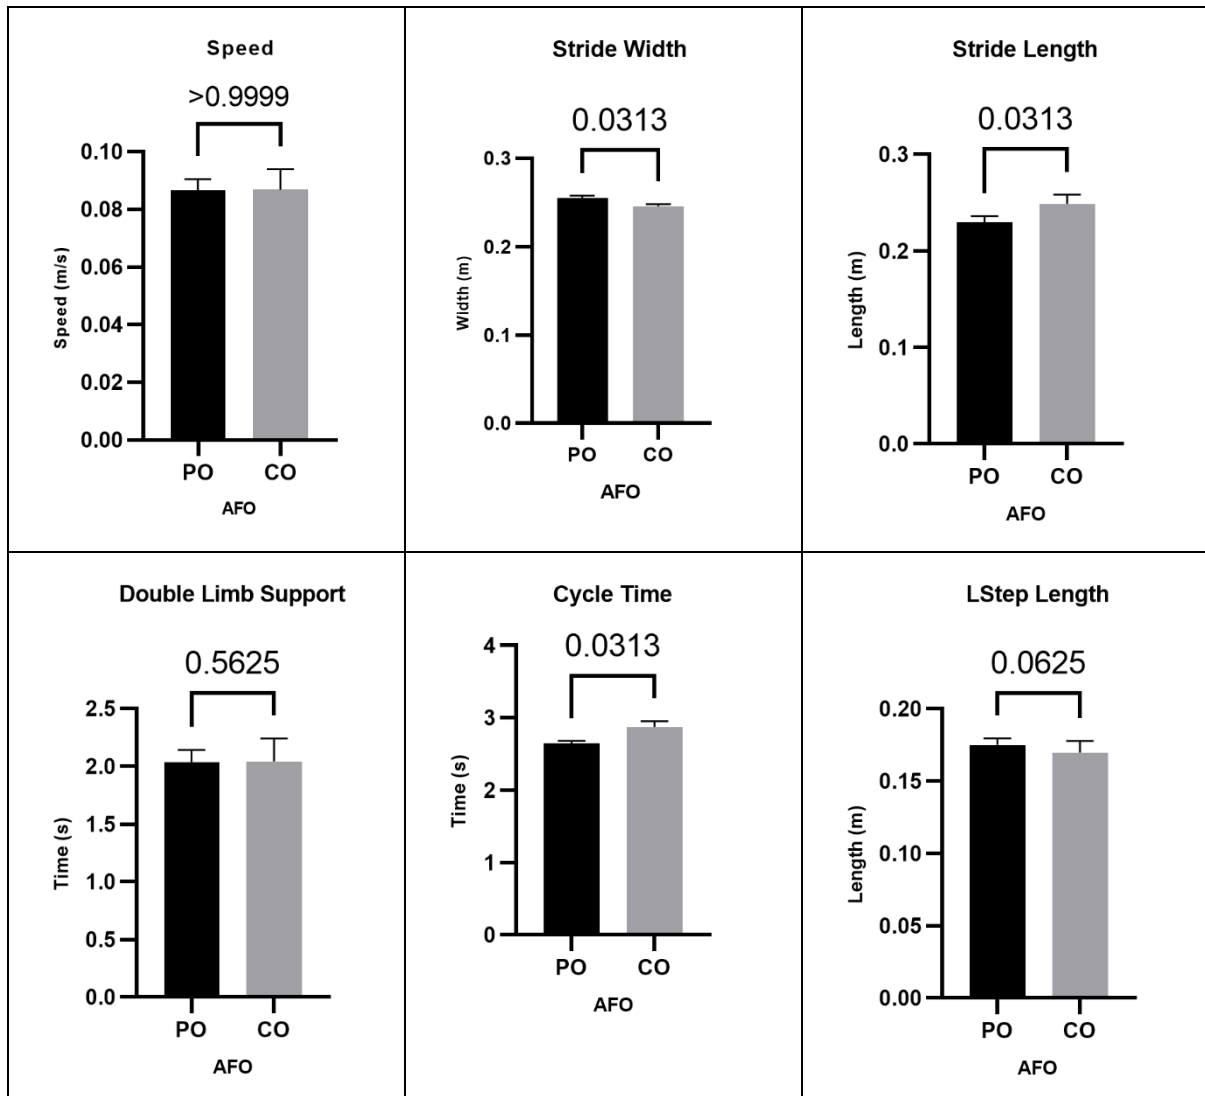 Speed
>0.9999
0.10
0.08
0.06
0.04
0.02
0.00
Speed (m/s)
PO CO
AFO
Stride Width
0.0313
0.3
0.2
0.1
0.0
Width (m)
PO CO
AFO
Stride Length
0.0313
0.3
0.2
0.1
0.0
Length (m)
PO CO
AFO
Double Limb Support
0.5625
2.5
2.0
1.5
1.0
0.5
0.0
Time (s)
PO CO
AFO
Cycle Time
0.0313
4
3
2
1
0
Time (s)
PO CO
AFO
LStep Length
0.0625
0.20
0.15
0.10
0.05
0.00
Length (m)
PO CO
AFO